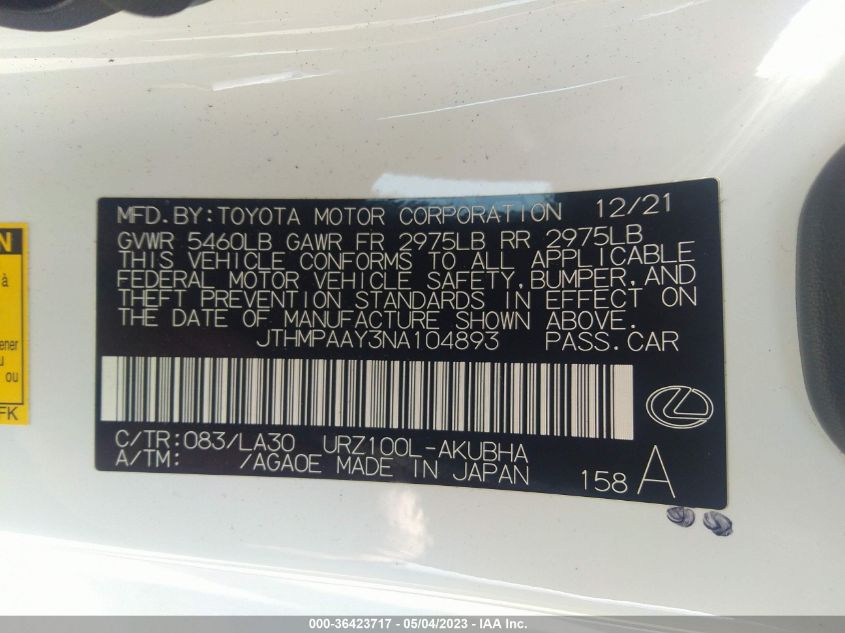 MFD.BY:TOYOTA MOTOR CORPORATION 12/21
GVWR 5460LB GAWR FR 2975LB RR 2975LB
THIS VEHICLE CONFORMS TO ALL APPLICABLE
FEDERAL MOTOR VEHICLE SAFETY,BUMPER,AND
THEFT PREVENTION STANDARDS IN EFFECT ON
THE DATE OF MANUFACTURE SHOWN ABOVE.
JTHMPAAY3NA104893 PASS.CAR
C/TR:083/LA30 URZ100L-AKUBHA
A/TM: /AGA0E MADE IN JAPAN 158 A
à
ou
FK
000-36423717 - 05/04/2023 - IAA Inc.